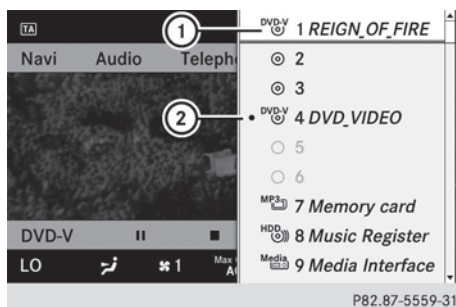 TA
1
DVD-V 1 REIGN_OF_FIRE
Navi Audio Teleph
2
3
2
DVD-V 4 DVD_VIDEO
5
6
MP3 7 Memory card
DVD-V
HDD 8 Music Register
LO 1 Max A
Media 9 Media Interface
P82.87-5559-31